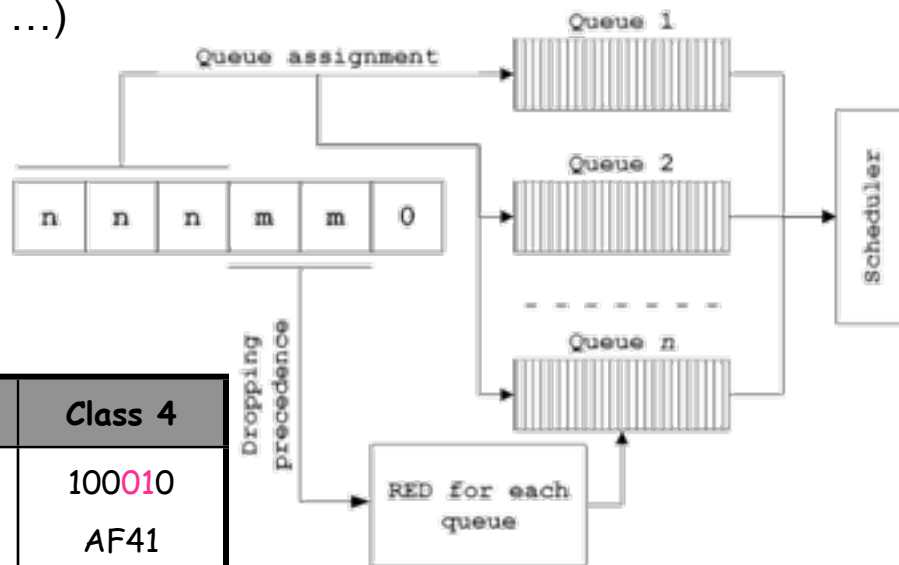 ...)
Queue 1
Queue assignment
Queue 2
n n n m m 0
Scheduler
Queue n
Dropping
precedence
RED for each
queue
Class 4
100010
AF41